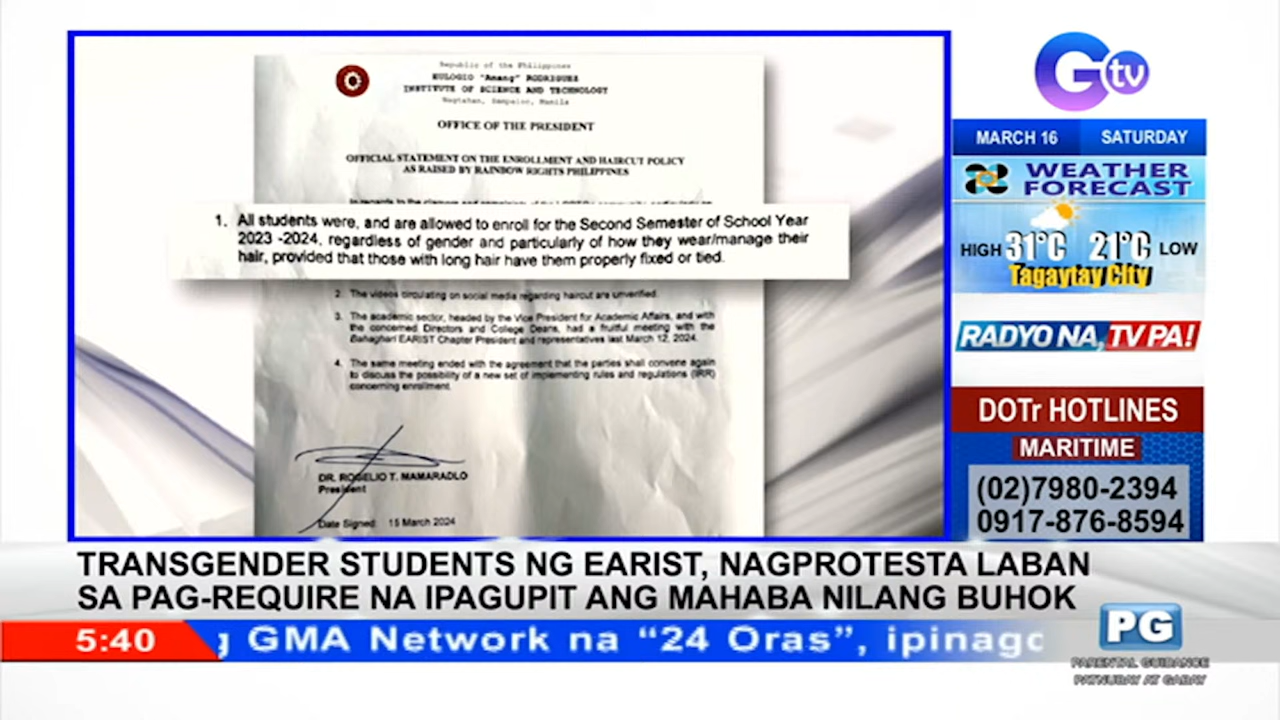 Republic of the Philippines
EULOGIO "Amang" RODRIGUEZ
INSTITUTE OF SCIENCE AND TECHNOLOGY
Nagtahan, Sampaloc, Manila
OFFICE OF THE PRESIDENT
OFFICIAL STATEMENT ON THE ENROLLMENT AND HAIRCUT POLICY
AS RAISED BY RAINBOW RIGHTS PHILIPPINES
1. All students were, and are allowed to enroll for the Second Semester of School Year
2023 -2024, regardless of gender and particularly of how they wear/manage their
hair, provided that those with long hair have them properly fixed or tied.
2. The videos circulating on social media regarding haircut are unverified.
3. The academic sector, headed by the Vice President for Academic Affairs, and with
the concerned Directors and College Deans, had a fruitful meeting with the
Bahaghari EARIST Chapter President and representatives last March 12, 2024.
4. The same meeting ended with the agreement that the parties shall convene again
to discuss the possibility of a new set of implementing rules and regulations (IRR)
concerning enrollment.
DR. ROGELIO T. MAMARADLO
President
Date Signed: 15 March 2024
Gtv
MARCH 16 SATURDAY
WEATHER
FORECAST
HIGH 31°C 21°C LOW
Tagaytay City
RADYO NA, TV PA!
DOTr HOTLINES
MARITIME
(02)7980-2394
0917-876-8594
TRANSGENDER STUDENTS NG EARIST, NAGPROTESTA LABAN
SA PAG-REQUIRE NA IPAGUPIT ANG MAHABA NILANG BUHOK
5:40 g GMA Network na “24 Oras”, ipinago
PG
PARENTAL GUIDANCE
PATNUBAY AT GABAY